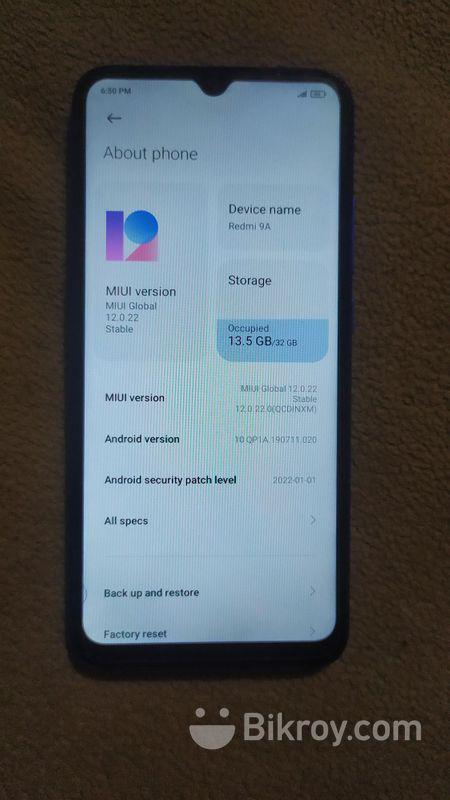 6:50 PM
About phone
MIUI version
MIUI Global
12.0.22
Stable
Device name
Redmi 9A
Storage
Occupied
13.5 GB/32 GB
MIUI version
MIUI Global 12.0.22
Stable
12.0.22.0(QCDINXM)
Android version
10 QP1A.190711.020
Android security patch level
2022-01-01
All specs
Back up and restore
Factory reset
Bikroy.com